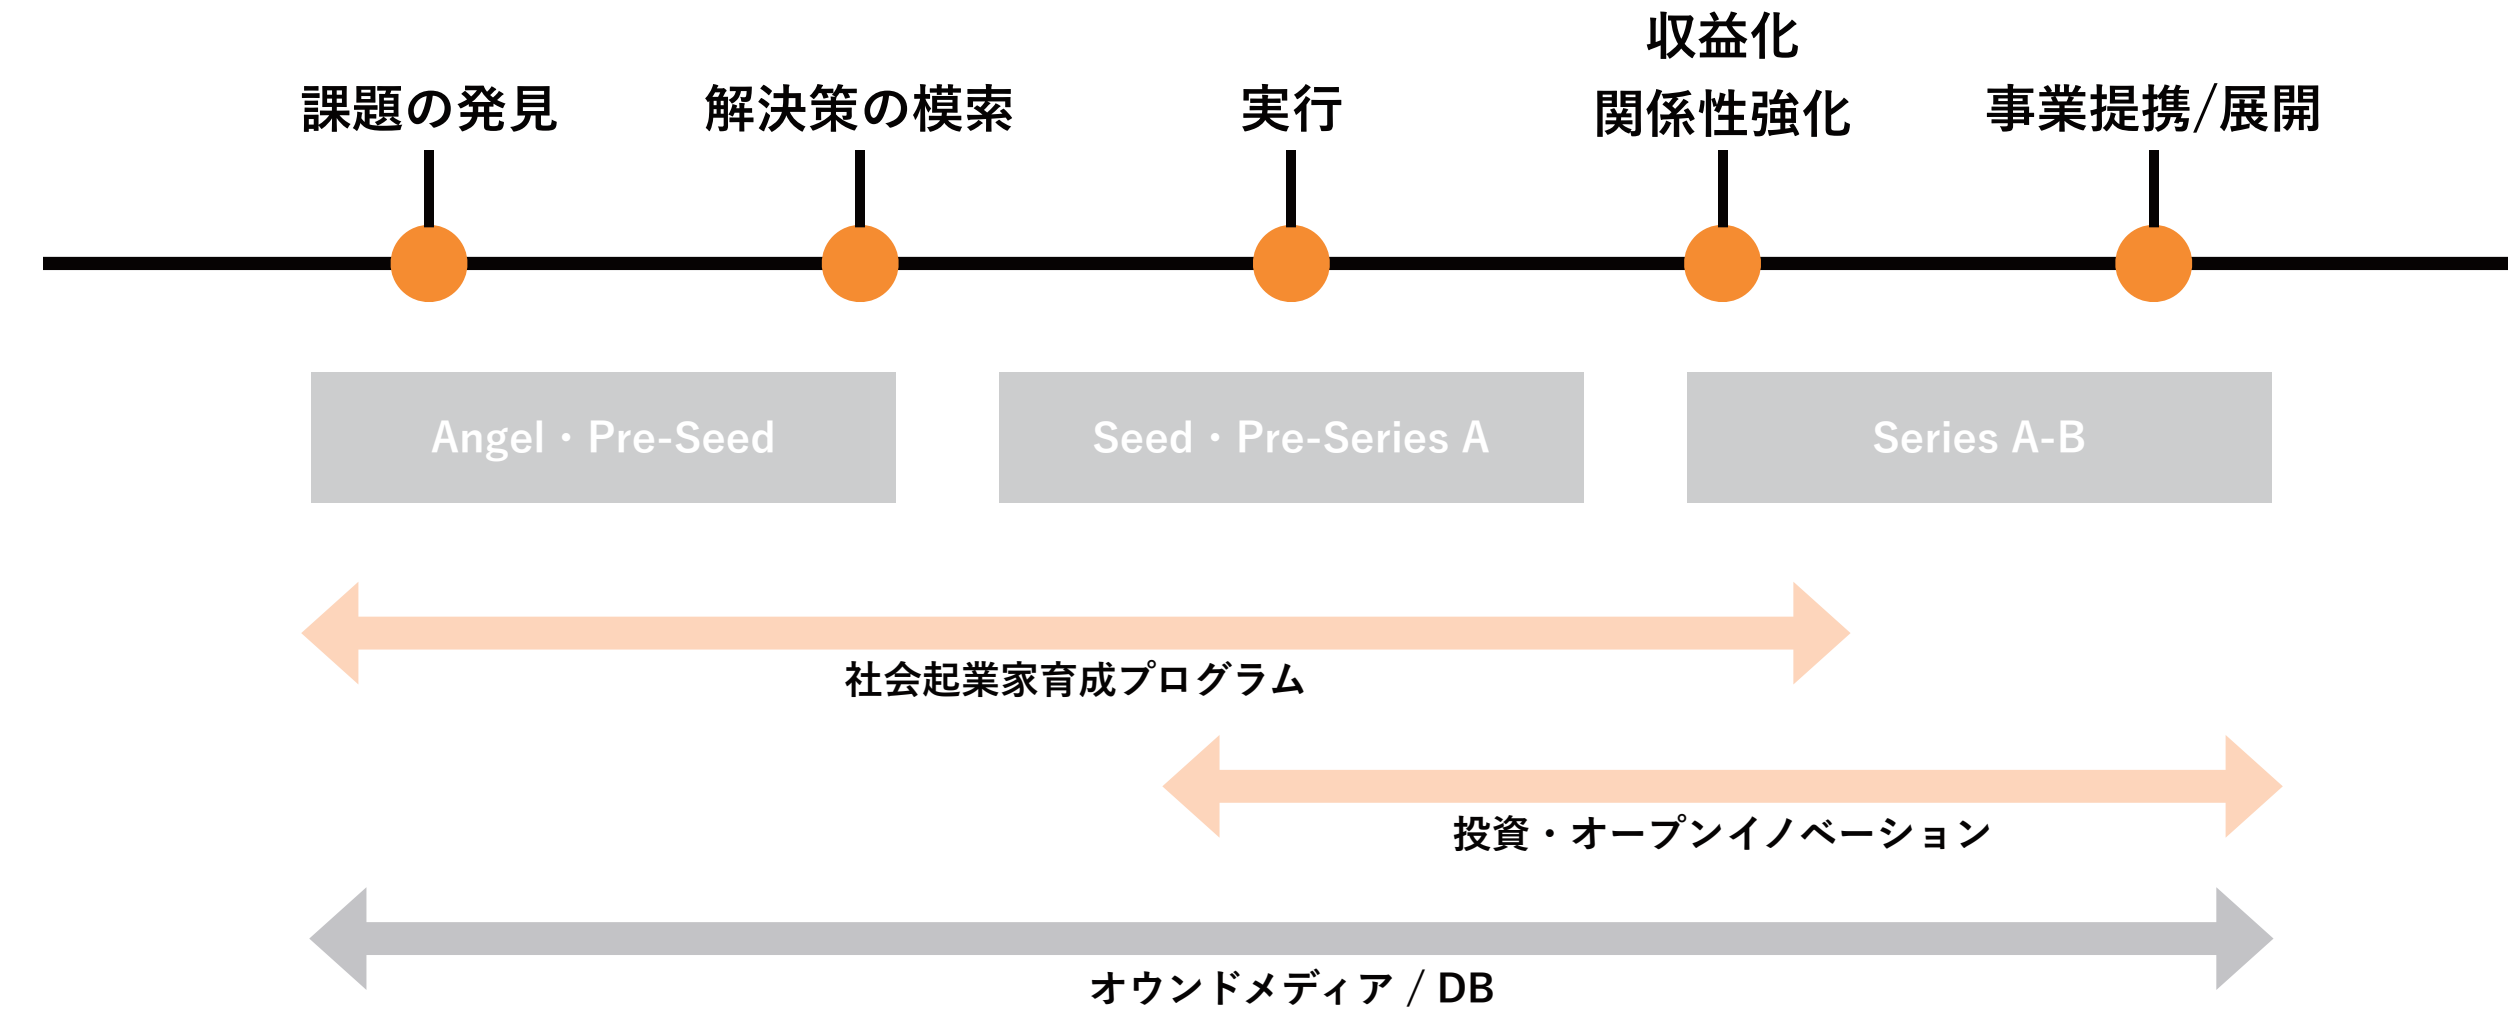 課題の発見
解決策の模索
実行
収益化
関係性強化
事業提携/展開
Angel・Pre-Seed
Seed・Pre-Series A
Series A-B
社会起業家育成プログラム
投資・オープンイノベーション
オウンドメディア/ DB